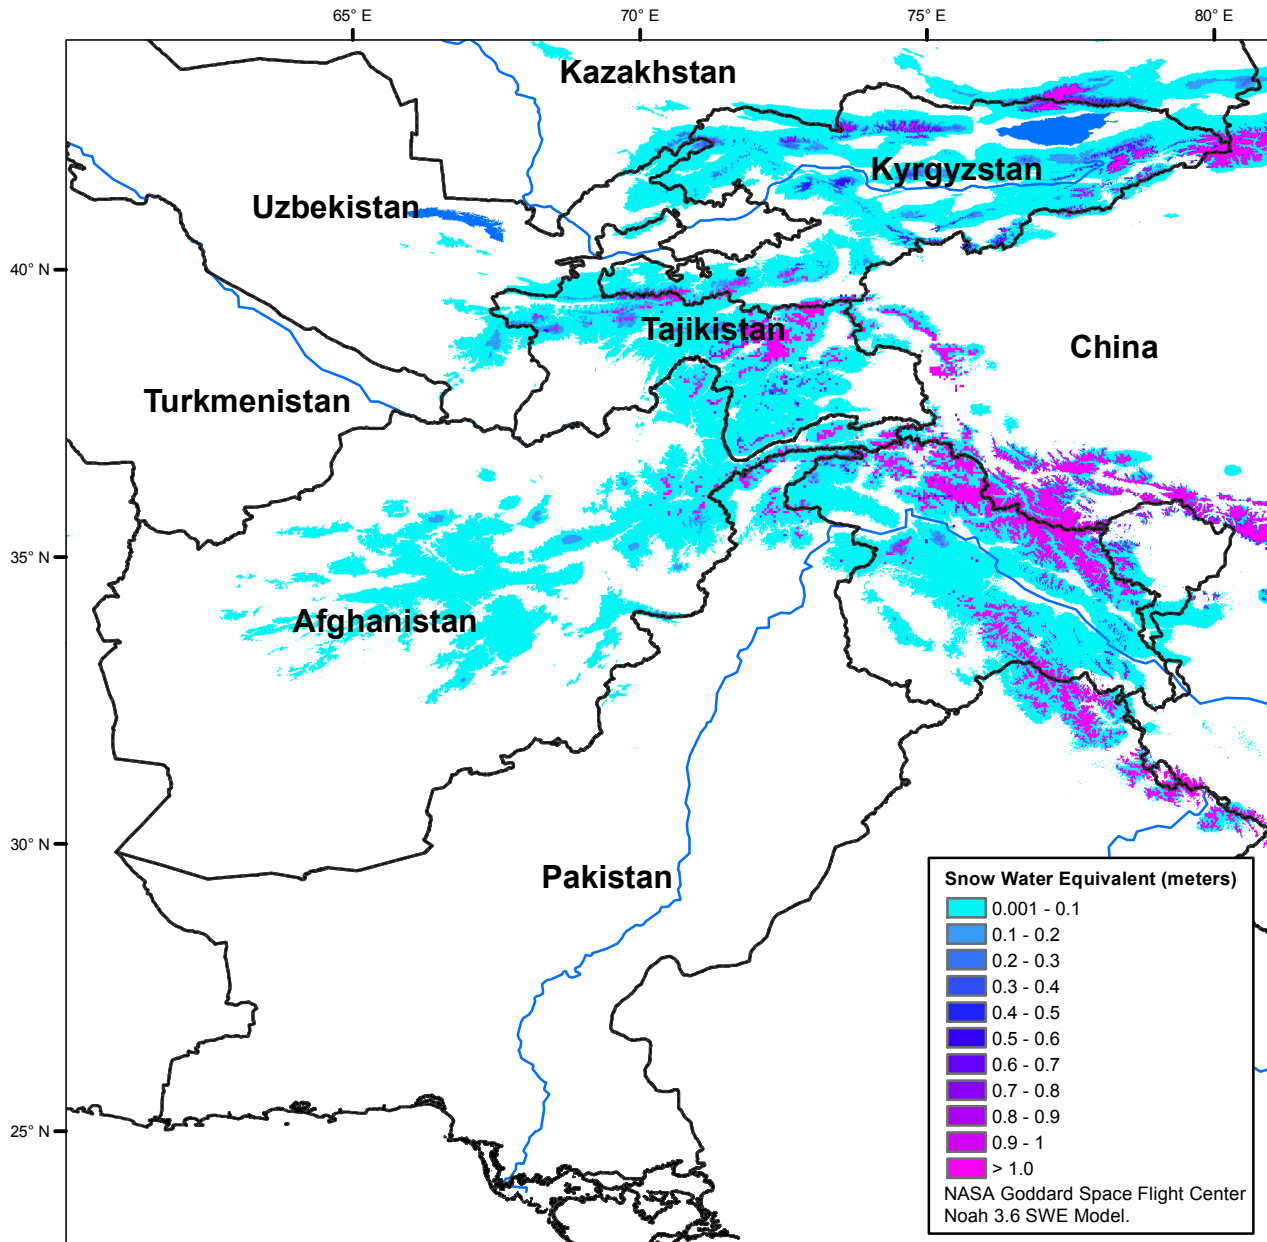 65° E
70° E
75° E
80° E
Kazakhstan
Kyrgyzstan
Uzbekistan
40° N
Tajikistan
China
Turkmenistan
35° N
Afghanistan
30° N
Pakistan
25° N
Snow Water Equivalent (meters)
0.001 - 0.1
0.1 - 0.2
0.2 - 0.3
0.3 - 0.4
0.4 - 0.5
0.5 - 0.6
0.6 - 0.7
0.7 - 0.8
0.8 - 0.9
0.9 - 1
> 1.0
NASA Goddard Space Flight Center
Noah 3.6 SWE Model.